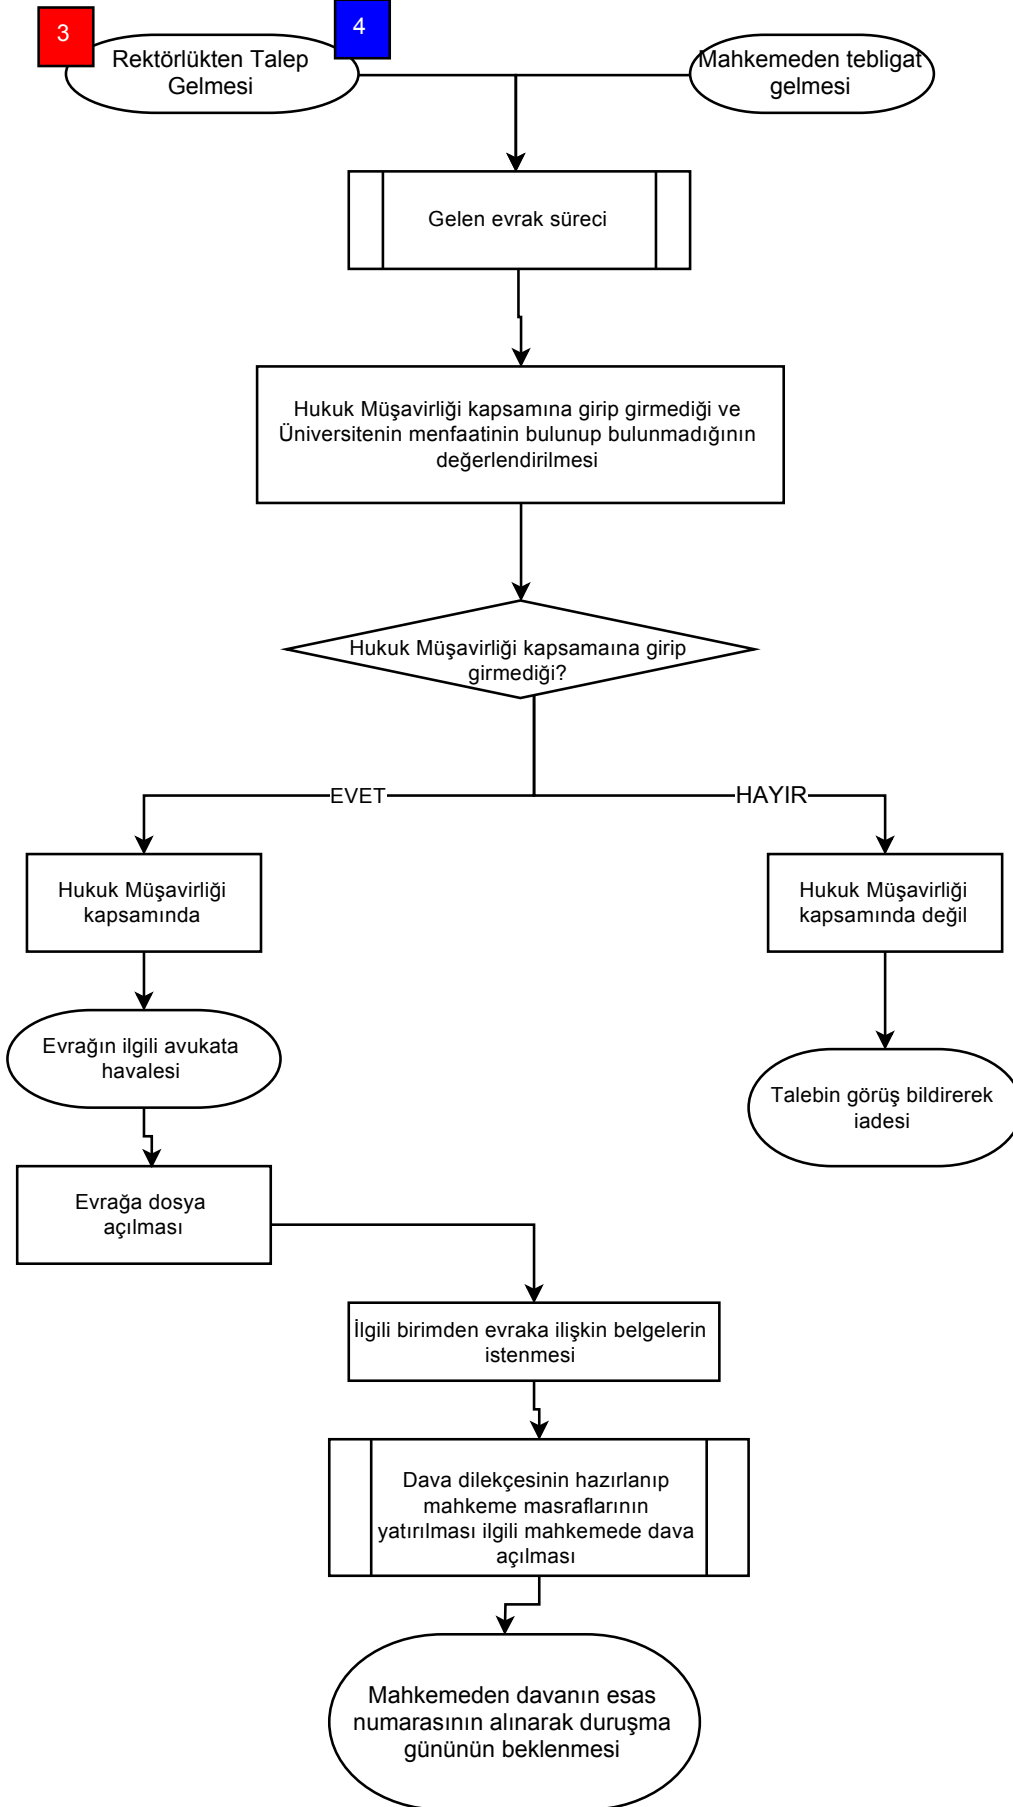 3
4
Rektörlükten Talep
Gelmesi
Mahkemeden tebligat
gelmesi
Gelen evrak süreci
Hukuk Müşavirliği kapsamına girip girmediği ve
Üniversitenin menfaatinin bulunup bulunmadığının
değerlendirilmesi
Hukuk Müşavirliği kapsamaına girip
girmediği?
EVET
HAYIR
Hukuk Müşavirliği
kapsamında
Hukuk Müşavirliği
kapsamında değil
Evrağın ilgili avukata
havalesi
Talebin görüş bildirerek
iadesi
Evrağa dosya
açılması
İlgili birimden evraka ilişkin belgelerin
istenmesi
Dava dilekçesinin hazırlanıp
mahkeme masraflarının
yatırılması ilgili mahkemede dava
açılması
Mahkemeden davanın esas
numarasının alınarak duruşma
gününün beklenmesi